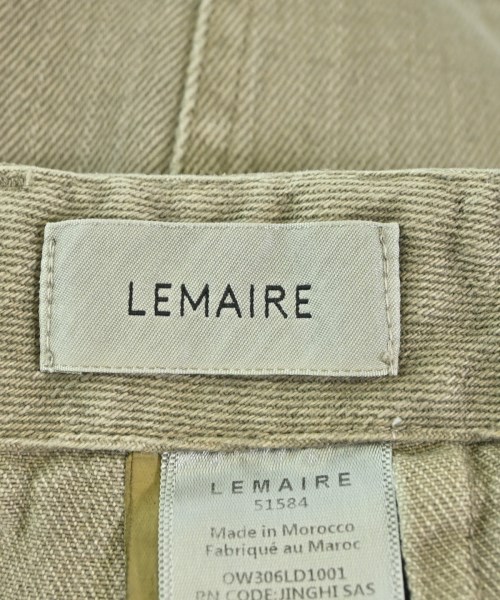 LEMAIRE
LEMAIRE
51584
Made in Morocco
Fabriqué au Maroc
OW306LD1001
PN CODE:JINGHI SAS